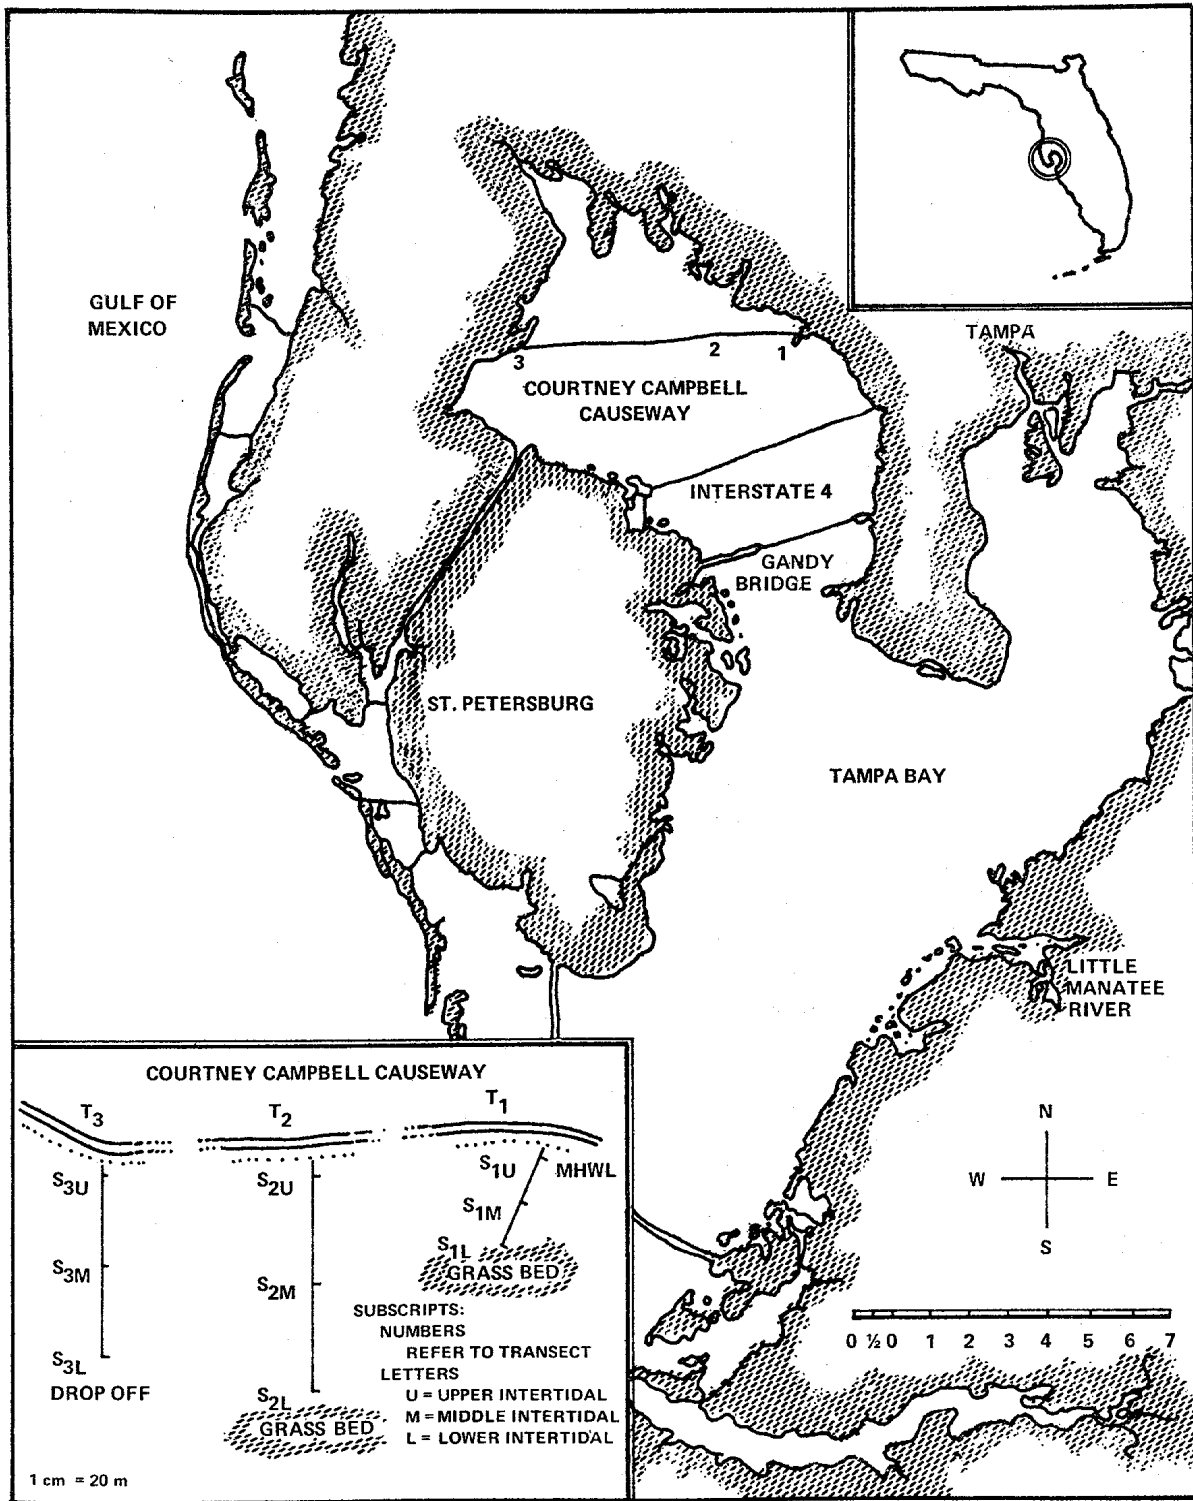 GULF OF
MEXICO
TAMPA
3
2
1
COURTNEY CAMPBELL
CAUSEWAY
INTERSTATE 4
GANDY
BRIDGE
ST. PETERSBURG
TAMPA BAY
LITTLE
MANATEE
RIVER
N
W
E
S
0 ½ 0 1 2 3 4 5 6 7
COURTNEY CAMPBELL CAUSEWAY
T3
T2
T1
S3U
S2U
S1U
MHWL
S1M
S1L
GRASS BED
S3M
S2M
SUBSCRIPTS:
NUMBERS
REFER TO TRANSECT
LETTERS
U = UPPER INTERTIDAL
M = MIDDLE INTERTIDAL
L = LOWER INTERTIDAL
S3L
DROP OFF
S2L
GRASS BED
1 cm = 20 m